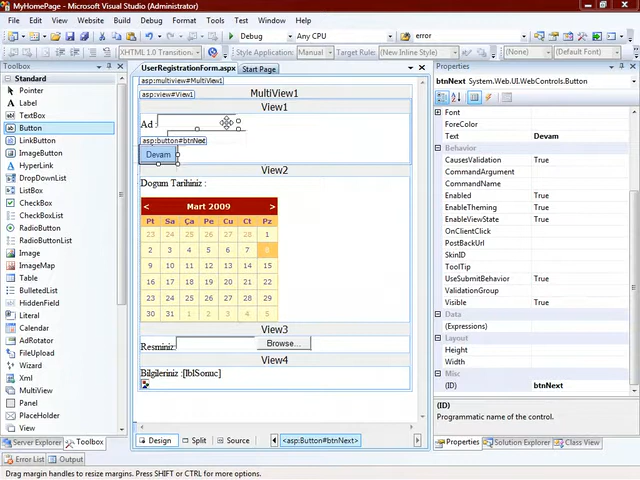 MyHomePage - Microsoft Visual Studio (Administrator)
File Edit View Website Build Debug Format Tools Test Window Help
Debug Any CPU error
XHTML 1.0 Transition Style Application: Manual Target Rule: (New Inline Style) (None) (Default Font)
Toolbox
Standard
Pointer
Label
TextBox
Button
LinkButton
ImageButton
HyperLink
DropDownList
ListBox
CheckBox
CheckBoxList
RadioButton
RadioButtonList
Image
ImageMap
Table
BulletedList
HiddenField
Literal
Calendar
AdRotator
FileUpload
Wizard
Xml
MultiView
Panel
PlaceHolder
View
Server Explorer Toolbox
Error List Output
UserRegistrationForm.aspx Start Page
asp:multiview#MultiView1
asp:view#View1 MultiView1
View1
Ad :
asp:button#btnNext
Devam
View2
Dogum Tarihiniz :
< Mart 2009 >
Pt Sa Ça Pe Cu Ct Pz
23 24 25 26 27 28 1
2 3 4 5 6 7 8
9 10 11 12 13 14 15
16 17 18 19 20 21 22
23 24 25 26 27 28 29
30 31 1 2 3 4 5
View3
Resminiz: Browse...
View4
Bilgileriniz :[lblSonuc]
Design Split Source <asp:Button#btnNext>
Properties
btnNext System.Web.UI.WebControls.Button
Font
ForeColor
Text Devam
Behavior
CausesValidation True
CommandArgument
CommandName
Enabled True
EnableTheming True
EnableViewState True
OnClientClick
PostBackUrl
SkinID
ToolTip
UseSubmitBehavior True
ValidationGroup
Visible True
Data
(Expressions)
Layout
Height
Width
Misc
(ID) btnNext
(ID)
Programmatic name of the control.
Properties Solution Explorer Class View
Drag margin handles to resize margins. Press SHIFT or CTRL for more options.